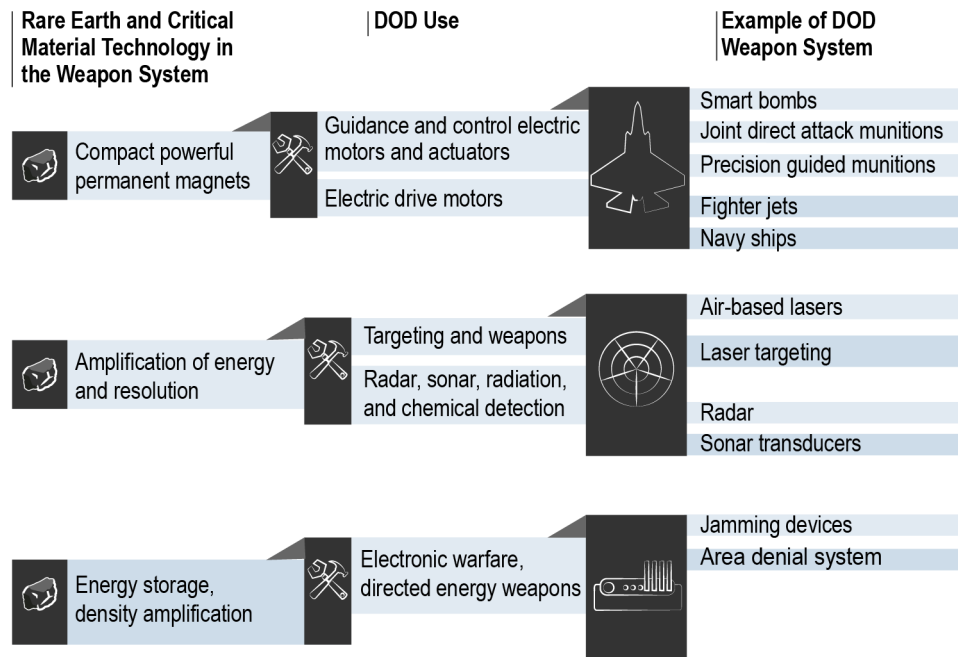 Rare Earth and Critical
Material Technology in
the Weapon System
DOD Use
Example of DOD
Weapon System
Compact powerful
permanent magnets
Guidance and control electric
motors and actuators
Electric drive motors
Smart bombs
Joint direct attack munitions
Precision guided munitions
Fighter jets
Navy ships
Amplification of energy
and resolution
Targeting and weapons
Radar, sonar, radiation,
and chemical detection
Air-based lasers
Laser targeting
Radar
Sonar transducers
Energy storage,
density amplification
Electronic warfare,
directed energy weapons
Jamming devices
Area denial system